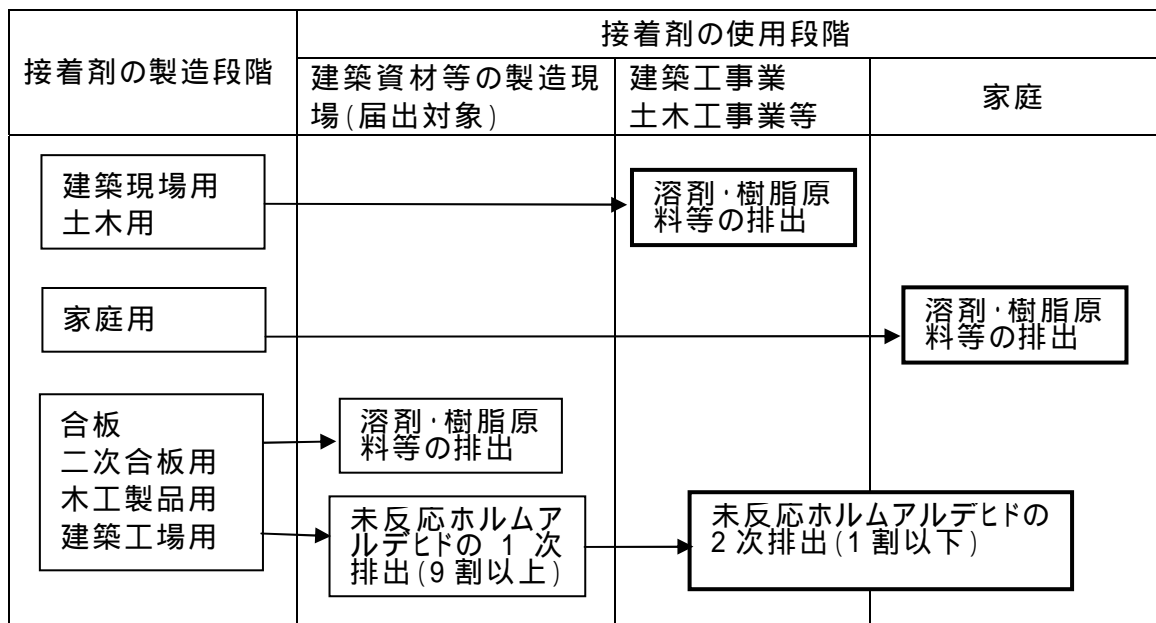 接着剤の製造段階
接着剤の使用段階
建築資材等の製造現
場(届出対象)
建築工事業
土木工事業等
家庭
建築現場用
土木用
溶剤・樹脂原
料等の排出
家庭用
溶剤・樹脂原
料等の排出
合板
二次合板用
木工製品用
建築工場用
溶剤・樹脂原
料等の排出
未反応ホルムア
ルデヒドの 1 次
排出(9 割以上)
未反応ホルムアルデヒドの
2 次排出(1 割以下)